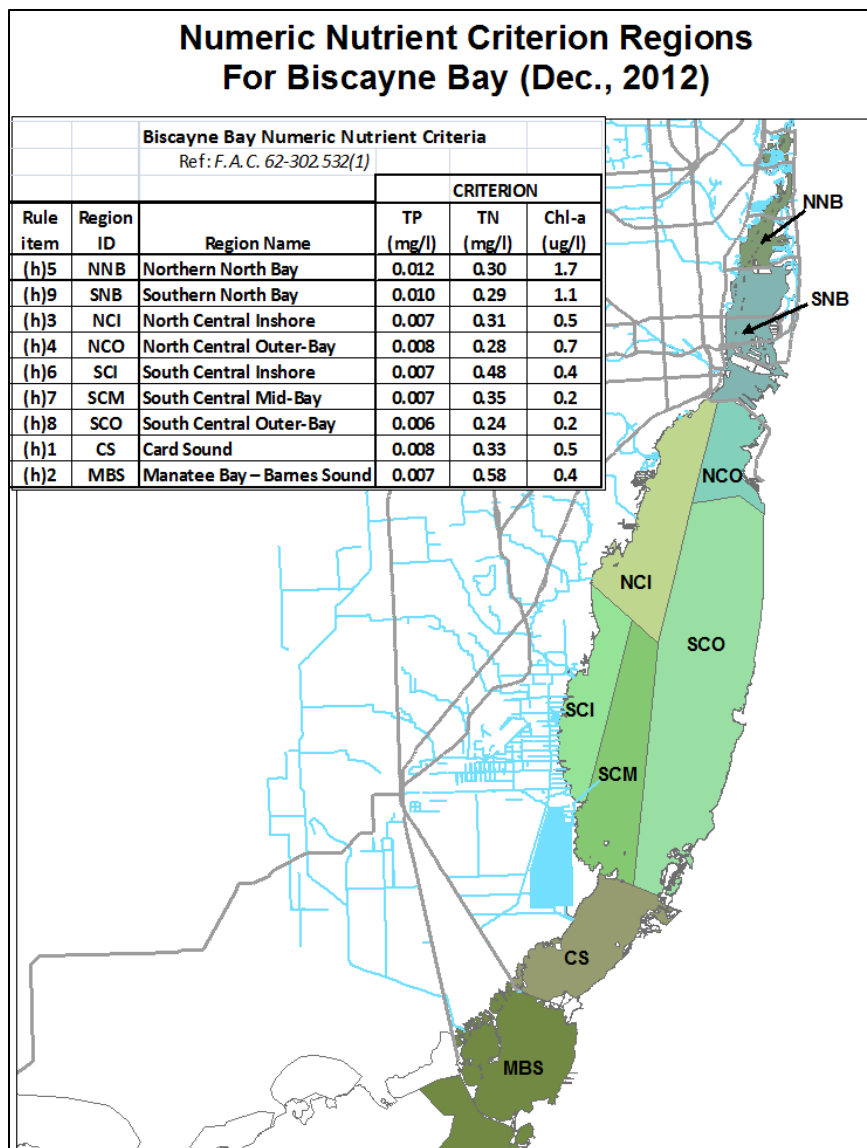 Numeric Nutrient Criterion Regions
For Biscayne Bay (Dec., 2012)
Biscayne Bay Numeric Nutrient Criteria
Ref: F.A.C. 62-302.532(1)
CRITERION
Rule item Region ID Region Name TP (mg/l) TN (mg/l) Chl-a (ug/l)
(h)5 NNB Northern North Bay 0.012 0.30 1.7
(h)9 SNB Southern North Bay 0.010 0.29 1.1
(h)3 NCI North Central Inshore 0.007 0.31 0.5
(h)4 NCO North Central Outer-Bay 0.008 0.28 0.7
(h)6 SCI South Central Inshore 0.007 0.48 0.4
(h)7 SCM South Central Mid-Bay 0.007 0.35 0.2
(h)8 SCO South Central Outer-Bay 0.006 0.24 0.2
(h)1 CS Card Sound 0.008 0.33 0.5
(h)2 MBS Manatee Bay – Barnes Sound 0.007 0.58 0.4
NNB
SNB
NCO
NCI
SCO
SCI
SCM
CS
MBS